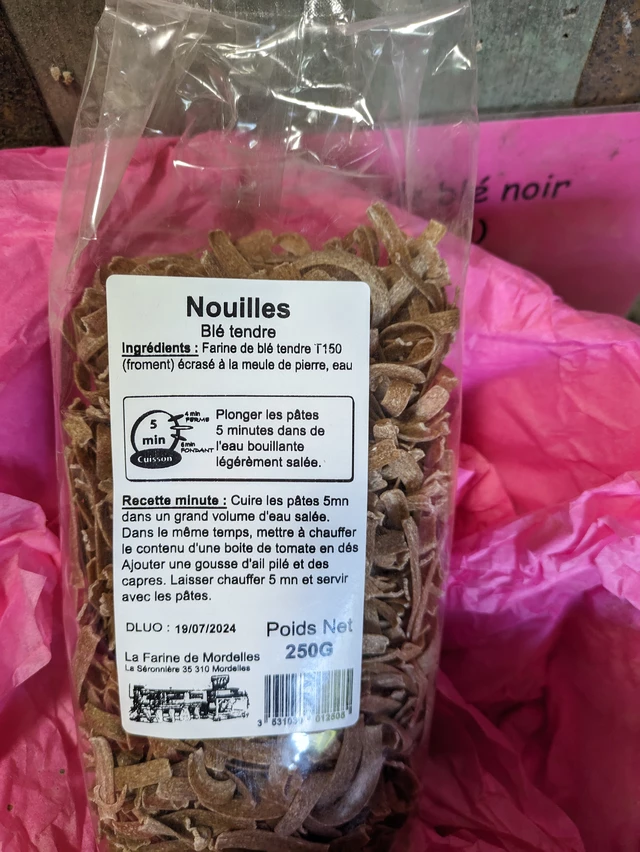 blé noir
)
Nouilles
Blé tendre
Ingrédients : Farine de blé tendre T150
(froment) écrasé à la meule de pierre, eau
5
min
Cuisson
4 min
FERME
6 min
FONDANT
Plonger les pâtes
5 minutes dans de
l'eau bouillante
légérèment salée.
Recette minute : Cuire les pâtes 5mn
dans un grand volume d'eau salée.
Dans le même temps, mettre à chauffer
le contenu d'une boite de tomate en dés
Ajouter une gousse d'ail pilé et des
capres. Laisser chauffer 5 mn et servir
avec les pâtes.
DLUO : 19/07/2024
Poids Net
250G
La Farine de Mordelles
La Séronnière 35 310 Mordelles